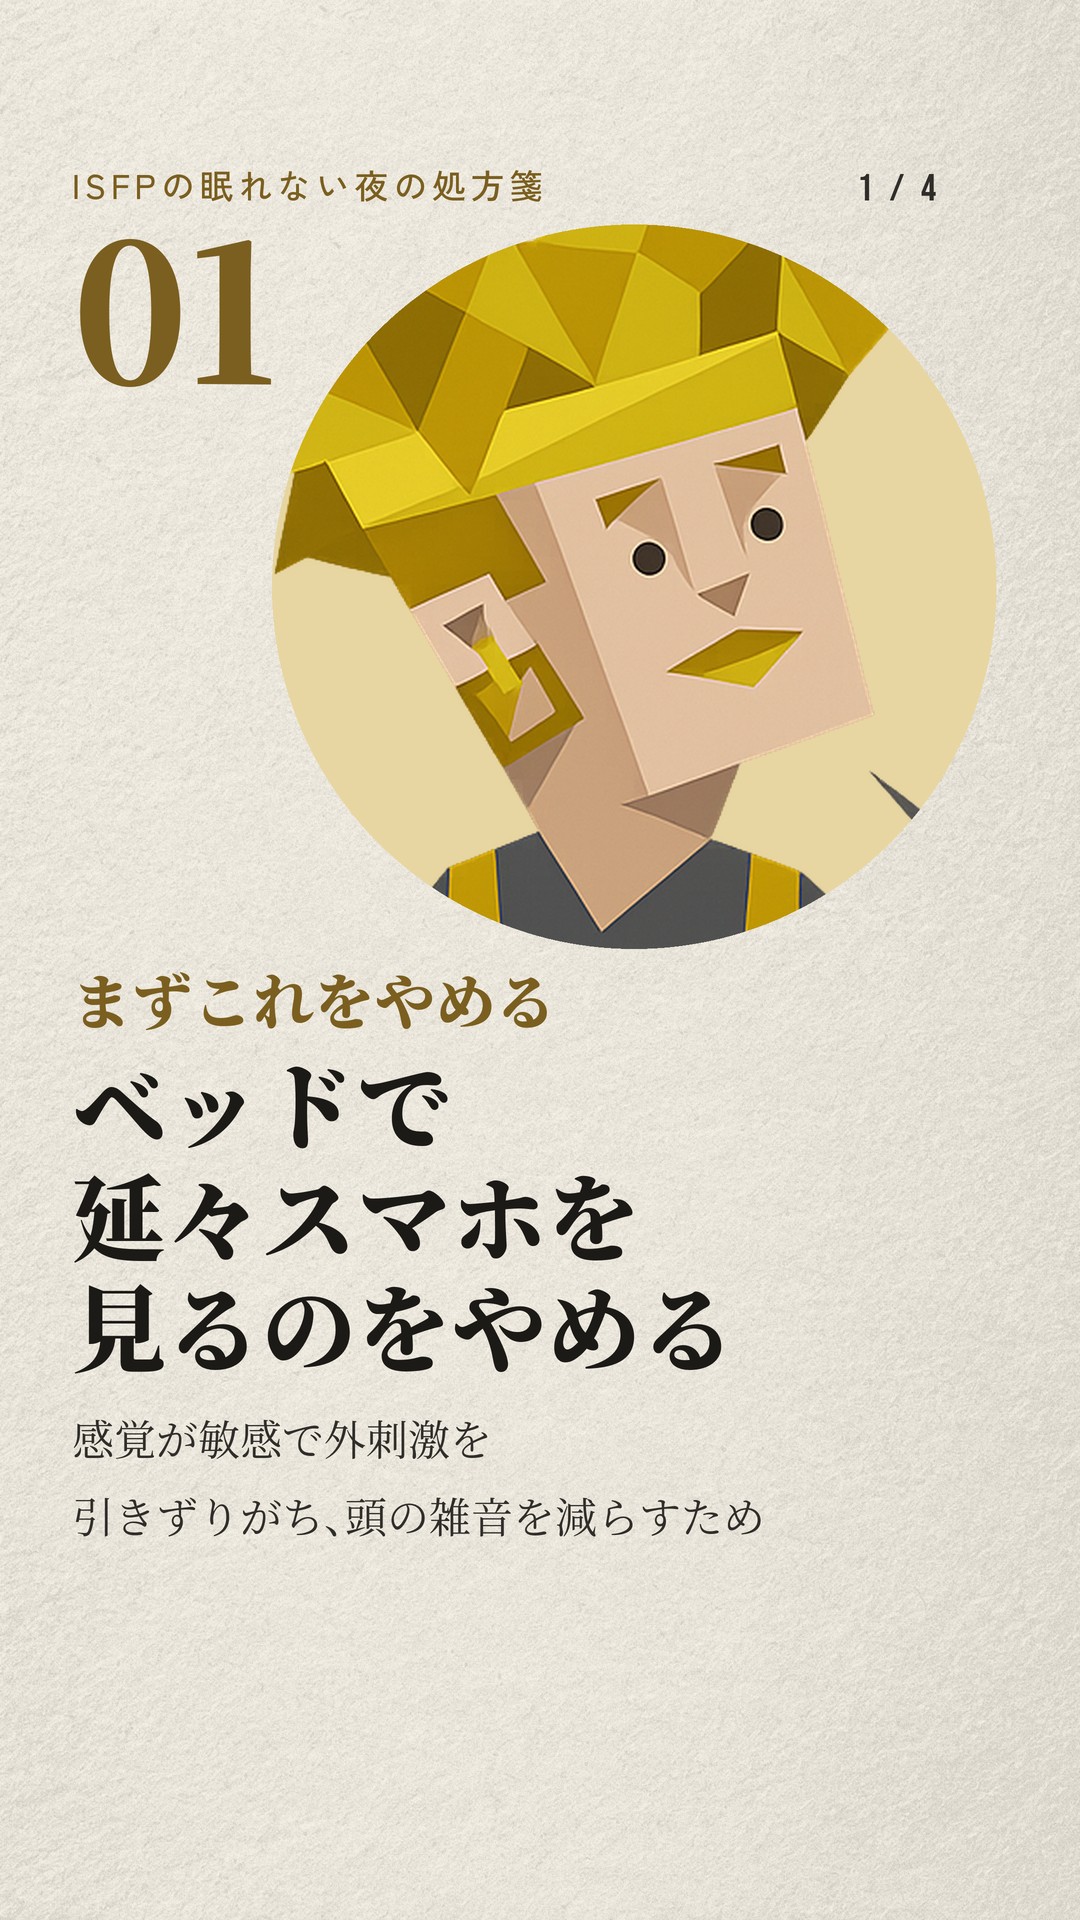 ISFPの眠れない夜の処方箋
1 / 4
01
まずこれをやめる
ベッドで
延々スマホを
見るのをやめる
感覚が敏感で外刺激を
引きずりがち、頭の雑音を減らすため